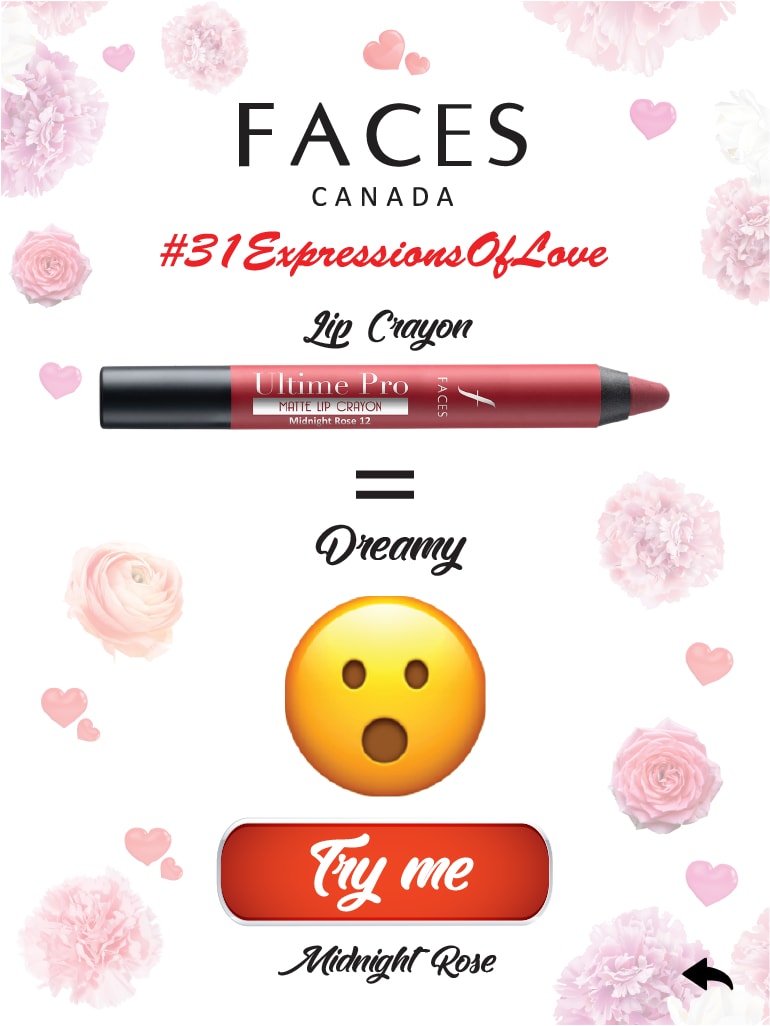 FACES
CANADA
#31ExpressionsOfLove
Lip Crayon
Ultime Pro
MATTE LIP CRAYON
Midnight Rose 12
FACES
=
Dreamy
Try me
Midnight Rose